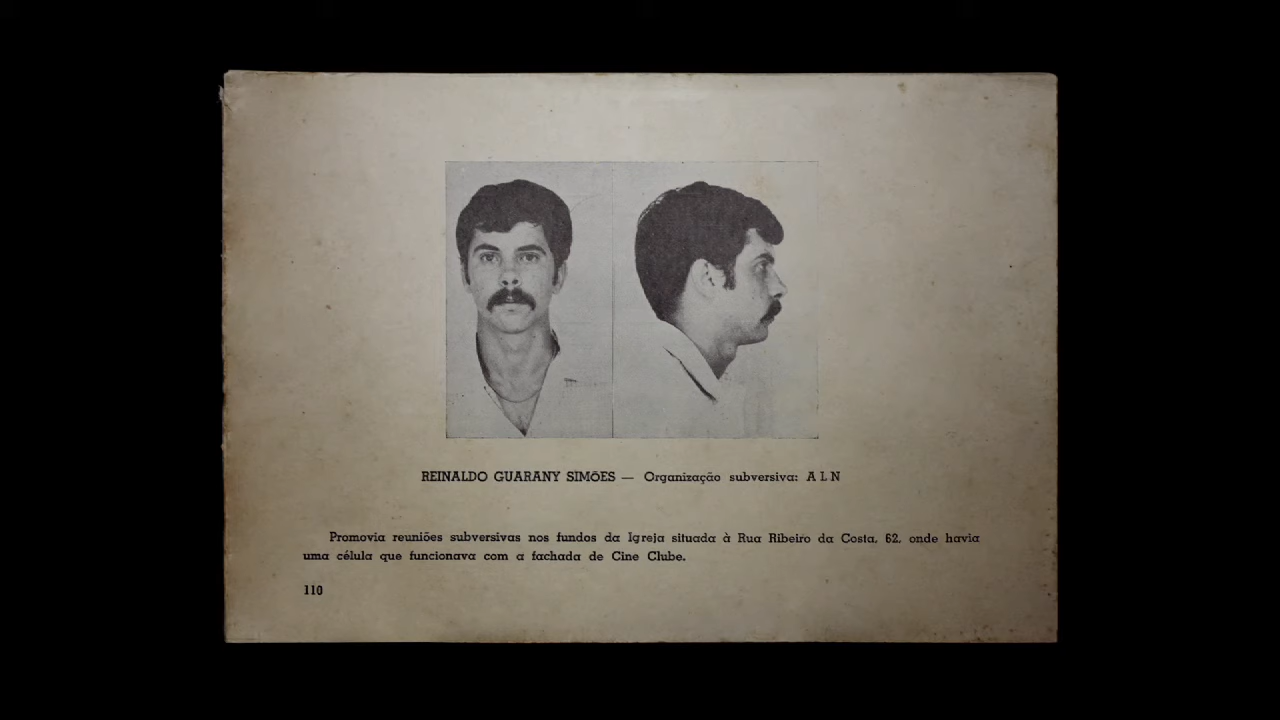 REINALDO GUARANY SIMÕES — Organização subversiva: A L N
Promovia reuniões subversivas nos fundos da Igreja situada à Rua Ribeiro da Costa, 62, onde havia
uma célula que funcionava com a fachada de Cine Clube.
110